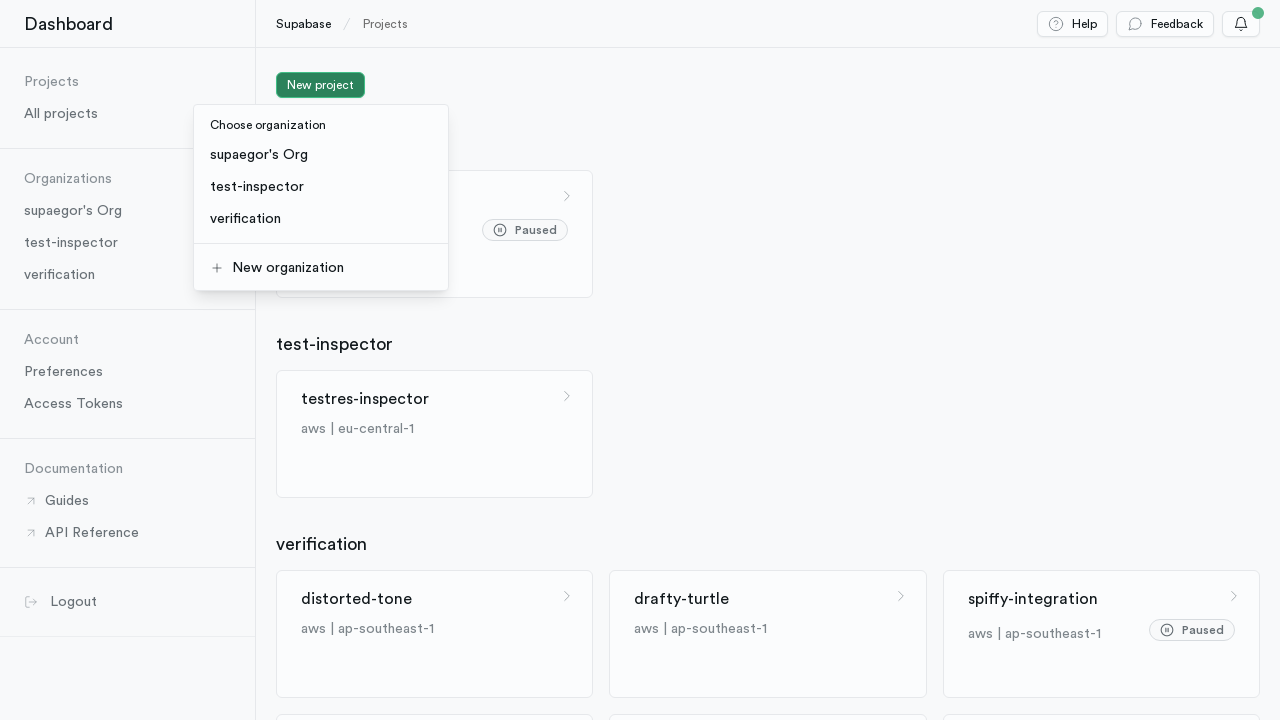 Dashboard
Supabase
Projects
Help
Feedback
Projects
All projects
Organizations
supaegor's Org
test-inspector
verification
Account
Preferences
Access Tokens
Documentation
Guides
API Reference
Logout
New project
Choose organization
supaegor's Org
test-inspector
verification
New organization
Paused
test-inspector
testres-inspector
aws | eu-central-1
verification
distorted-tone
aws | ap-southeast-1
drafty-turtle
aws | ap-southeast-1
spiffy-integration
aws | ap-southeast-1
Paused